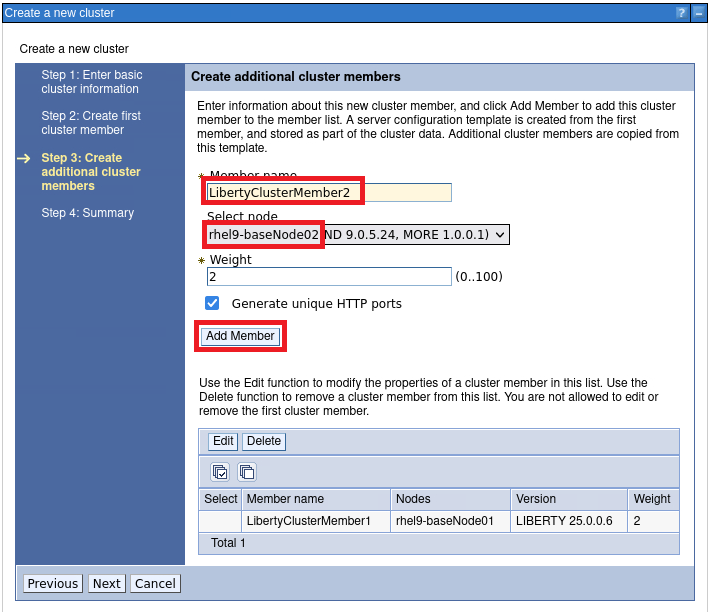 Create a new cluster
?
Create a new cluster
Step 1: Enter basic
cluster information
Step 2: Create first
cluster member
Step 3: Create
additional cluster
members
Step 4: Summary
Create additional cluster members
Enter information about this new cluster member, and click Add Member to add this cluster
member to the member list. A server configuration template is created from the first
member, and stored as part of the cluster data. Additional cluster members are copied from
this template.
* Member name
LibertyClusterMember2
Select node
rhel9-baseNode02(ND 9.0.5.24, MORE 1.0.0.1)
* Weight
2 (0..100)
Generate unique HTTP ports
Add Member
Use the Edit function to modify the properties of a cluster member in this list. Use the
Delete function to remove a cluster member from this list. You are not allowed to edit or
remove the first cluster member.
Edit Delete
Select Member name Nodes Version Weight
LibertyClusterMember1 rhel9-baseNode01 LIBERTY 25.0.0.6 2
Total 1
Previous Next Cancel